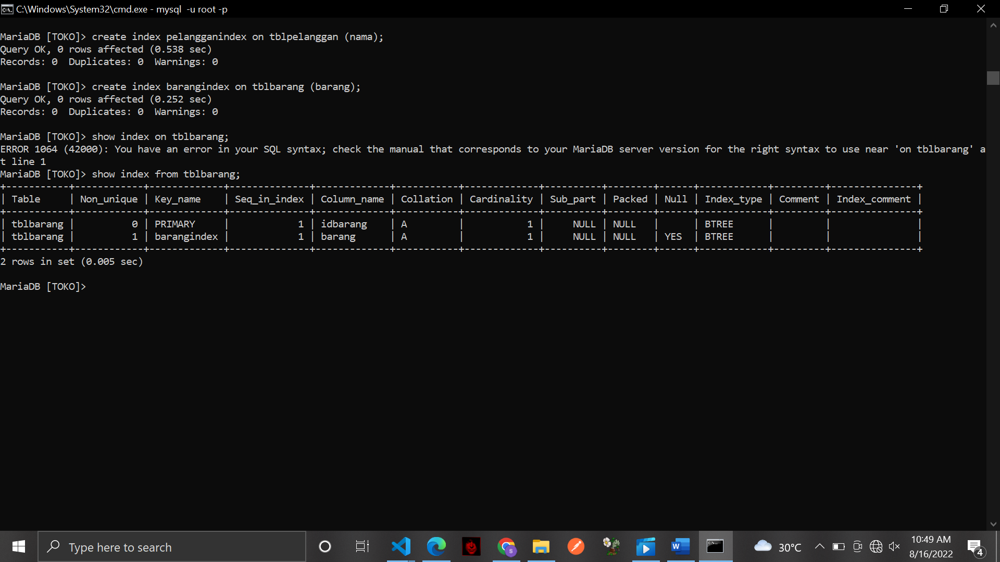 C:\Windows\System32\cmd.exe - mysql  -u root -p
MariaDB [TOKO]> create index pelangganindex on tblpelanggan (nama);
Query OK, 0 rows affected (0.538 sec)
Records: 0  Duplicates: 0  Warnings: 0
MariaDB [TOKO]> create index barangindex on tblbarang (barang);
Query OK, 0 rows affected (0.252 sec)
Records: 0  Duplicates: 0  Warnings: 0
MariaDB [TOKO]> show index on tblbarang;
ERROR 1064 (42000): You have an error in your SQL syntax; check the manual that corresponds to your MariaDB server version for the right syntax to use near 'on tblbarang' a
t line 1
MariaDB [TOKO]> show index from tblbarang;
+-----------+------------+-------------+--------------+-------------+-----------+-------------+----------+--------+------+------------+---------+---------------+
| Table     | Non_unique | Key_name    | Seq_in_index | Column_name | Collation | Cardinality | Sub_part | Packed | Null | Index_type | Comment | Index_comment |
+-----------+------------+-------------+--------------+-------------+-----------+-------------+----------+--------+------+------------+---------+---------------+
| tblbarang |          0 | PRIMARY     |            1 | idbarang    | A         |           1 |     NULL | NULL   |      | BTREE      |         |               |
| tblbarang |          1 | barangindex |            1 | barang      | A         |           1 |     NULL | NULL   | YES  | BTREE      |         |               |
+-----------+------------+-------------+--------------+-------------+-----------+-------------+----------+--------+------+------------+---------+---------------+
2 rows in set (0.005 sec)
MariaDB [TOKO]>
Type here to search
30°C
10:49 AM
8/16/2022
4